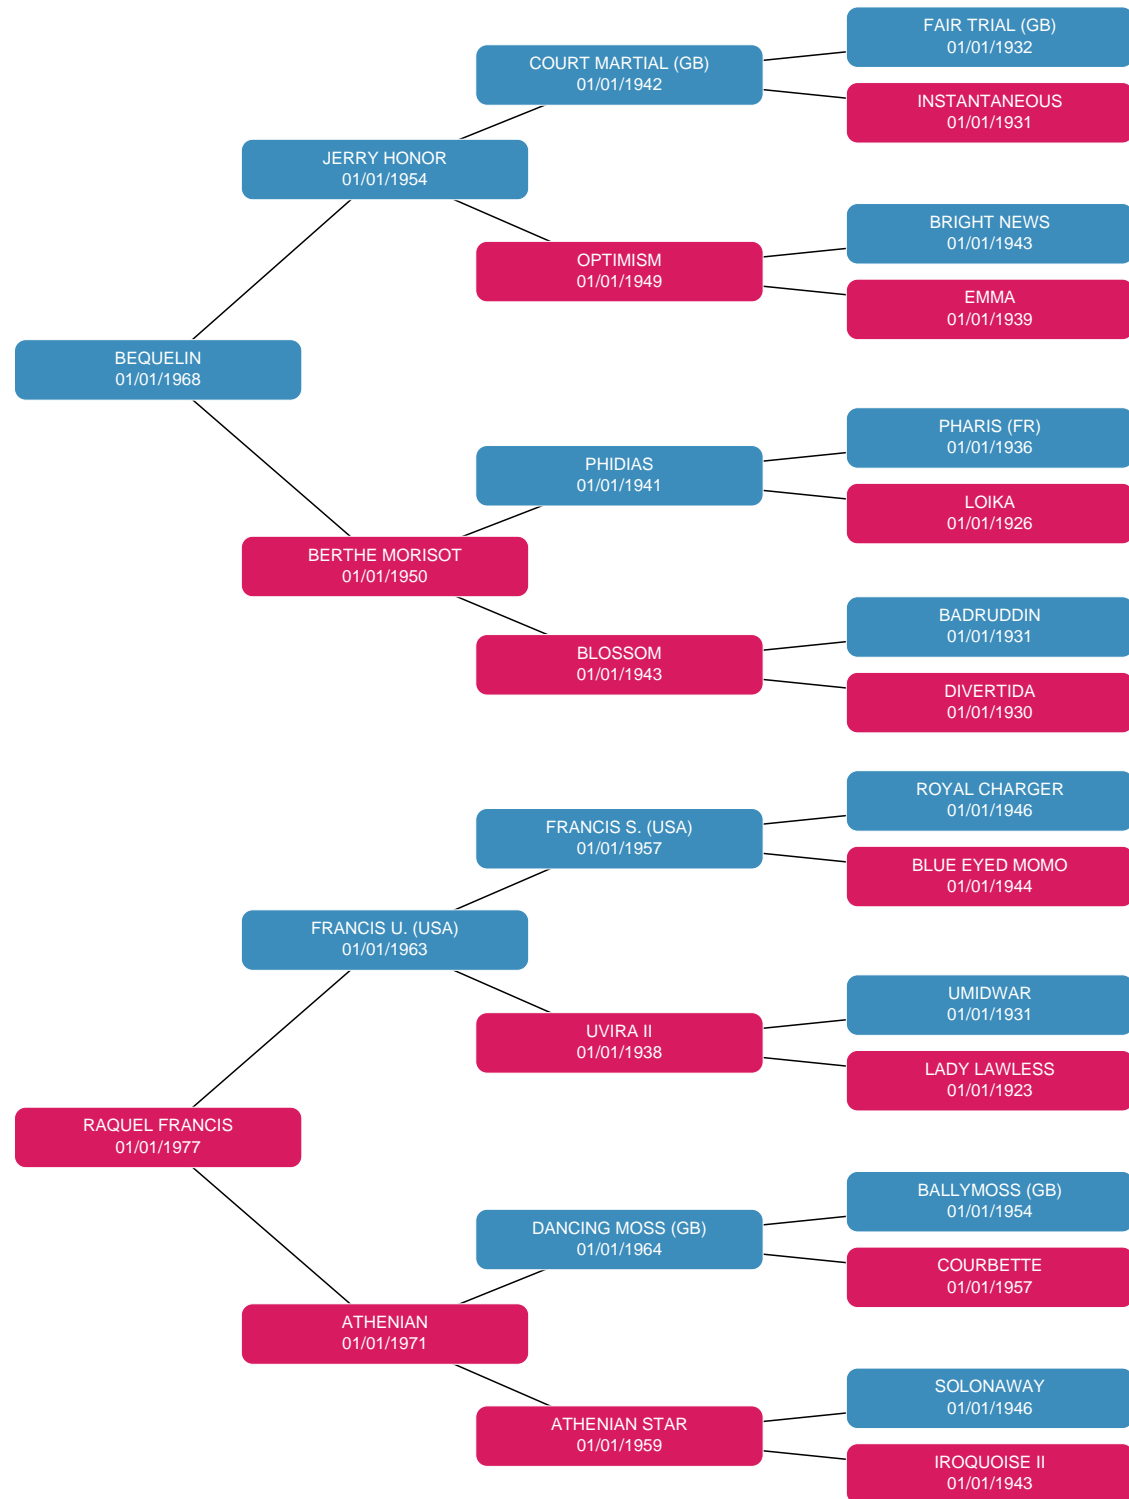 FAIR TRIAL (GB)
01/01/1932
COURT MARTIAL (GB)
01/01/1942
INSTANTANEOUS
01/01/1931
JERRY HONOR
01/01/1954
BRIGHT NEWS
01/01/1943
OPTIMISM
01/01/1949
EMMA
01/01/1939
BEQUELIN
01/01/1968
PHARIS (FR)
01/01/1936
PHIDIAS
01/01/1941
LOIKA
01/01/1926
BERTHE MORISOT
01/01/1950
BADRUDDIN
01/01/1931
BLOSSOM
01/01/1943
DIVERTIDA
01/01/1930
ROYAL CHARGER
01/01/1946
FRANCIS S. (USA)
01/01/1957
BLUE EYED MOMO
01/01/1944
FRANCIS U. (USA)
01/01/1963
UMIDWAR
01/01/1931
UVIRA II
01/01/1938
LADY LAWLESS
01/01/1923
RAQUEL FRANCIS
01/01/1977
BALLYMOSS (GB)
01/01/1954
DANCING MOSS (GB)
01/01/1964
COURBETTE
01/01/1957
ATHENIAN
01/01/1971
SOLONAWAY
01/01/1946
ATHENIAN STAR
01/01/1959
IROQUOISE II
01/01/1943